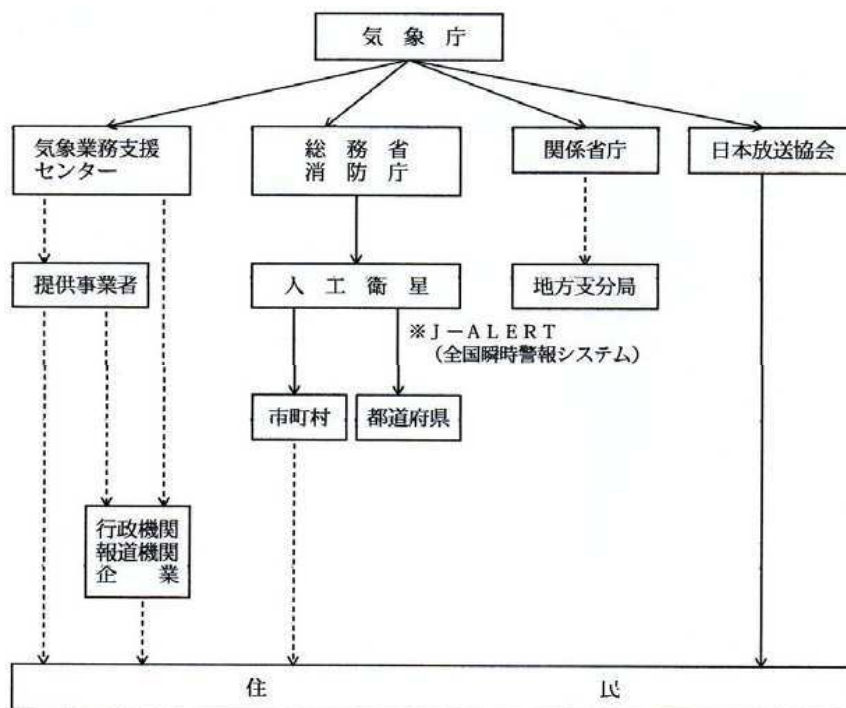 気象庁
気象業務支援
センター
総務省
消防庁
関係省庁
日本放送協会
提供事業者
人工衛星
地方支分局
※J-ALERT
(全国瞬時警報システム)
市町村
都道府県
行政機関
報道機関
企業
住民